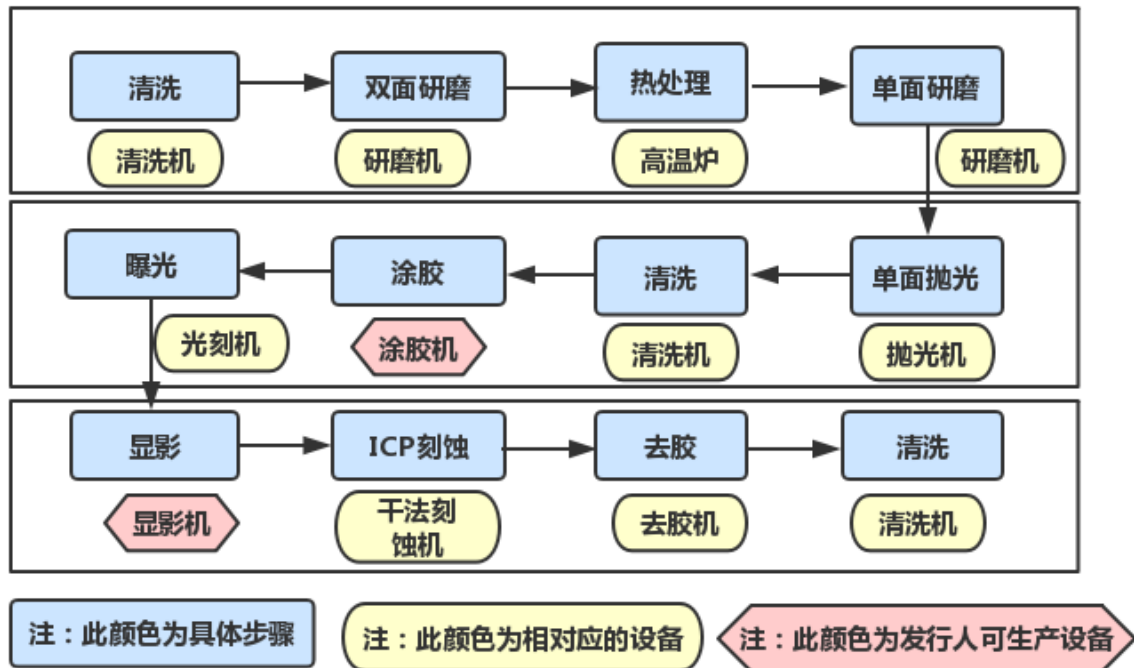 清洗
双面研磨
热处理
单面研磨
清洗机
研磨机
高温炉
研磨机
曝光
涂胶
清洗
单面抛光
光刻机
涂胶机
清洗机
抛光机
显影
ICP刻蚀
去胶
清洗
显影机
干法刻
蚀机
去胶机
清洗机
注：此颜色为具体步骤
注：此颜色为相对应的设备
注：此颜色为发行人可生产设备